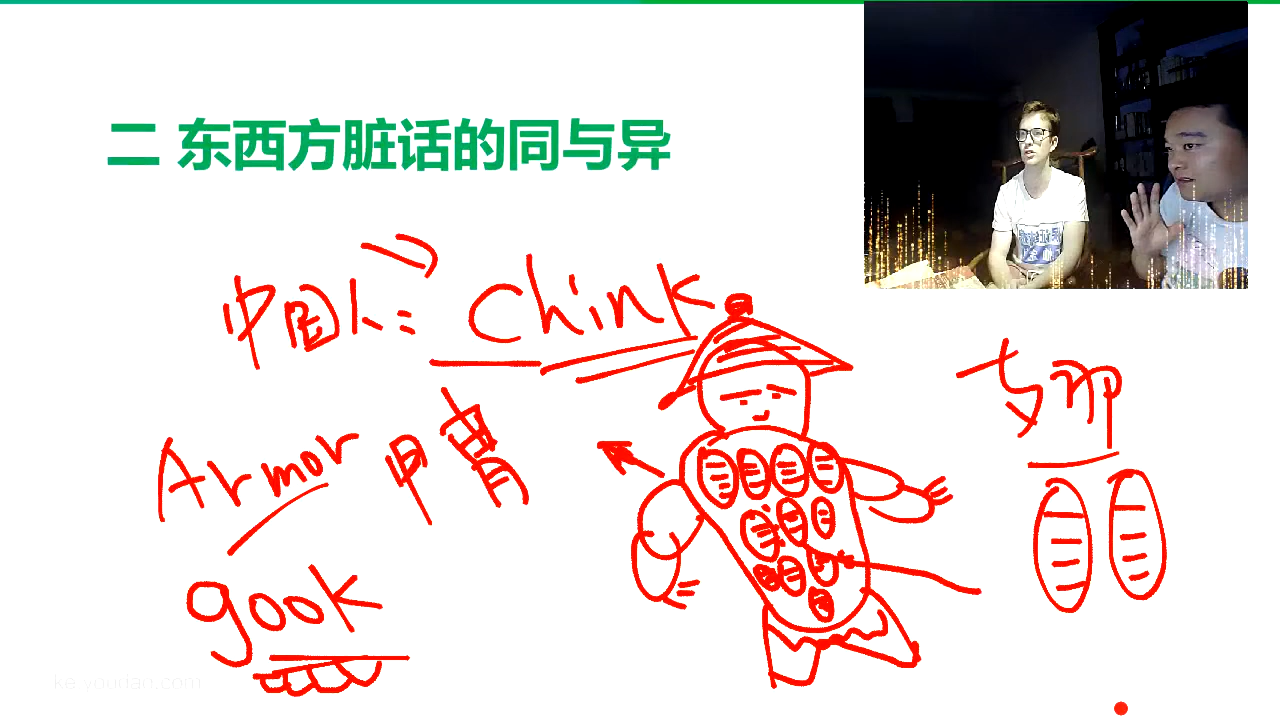 二 东西方脏话的同与异
中国人: Chink
支那
Armor 甲胄
gook
ke.youdao.com